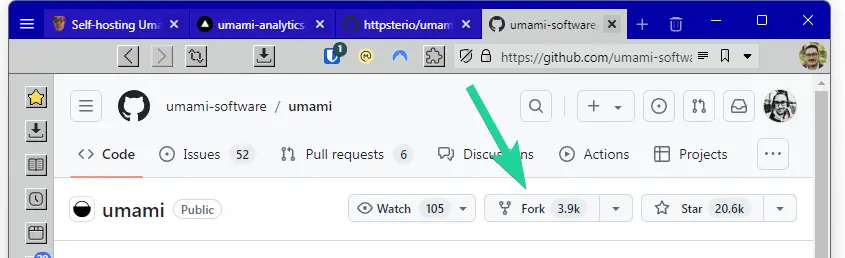 Self-hosting Uma
umami-analytics
httpsterio/umam
umami-software
1
https://github.com/umami-softwa
umami-software / umami
Code
Issues 52
Pull requests 6
Discussions
Actions
Projects
umami Public
Watch 105
Fork 3.9k
Star 20.6k